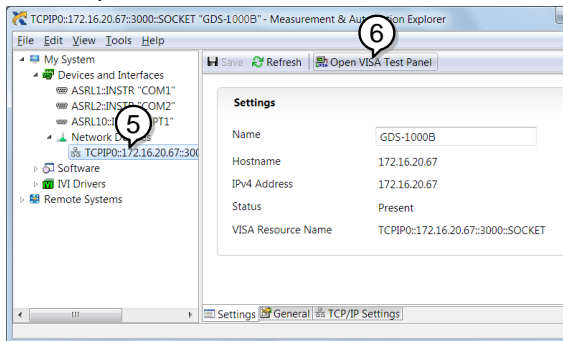 TCPIP0::172.16.20.67::3000::SOCKET "GDS-1000B" - Measurement & Automation Explorer
File Edit View Tools Help
6
My System
Save Refresh Open VISA Test Panel
Devices and Interfaces
ASRL1::INSTR "COM1"
Settings
ASRL2::INSTR "COM2"
5
Name GDS-1000B
Network Devices
TCPIP0::172.16.20.67::300
Hostname 172.16.20.67
Software
IVI Drivers
IPv4 Address 172.16.20.67
Remote Systems
Status Present
VISA Resource Name TCPIP0::172.16.20.67::3000::SOCKET
Settings General TCP/IP Settings